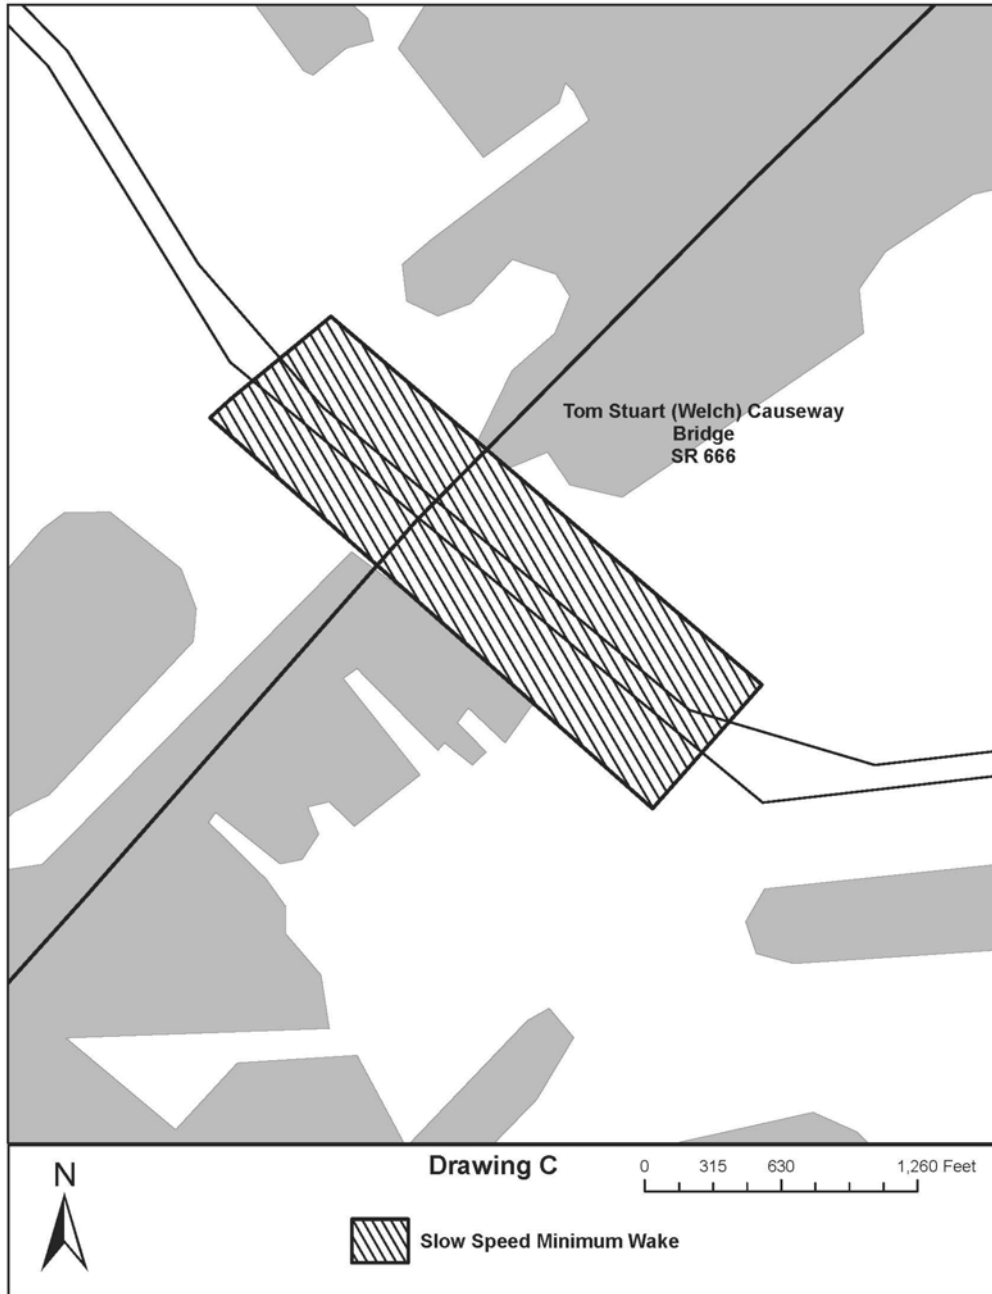 Tom Stuart (Welch) Causeway
Bridge
SR 666
N
Drawing C
0 315 630 1,260 Feet
Slow Speed Minimum Wake